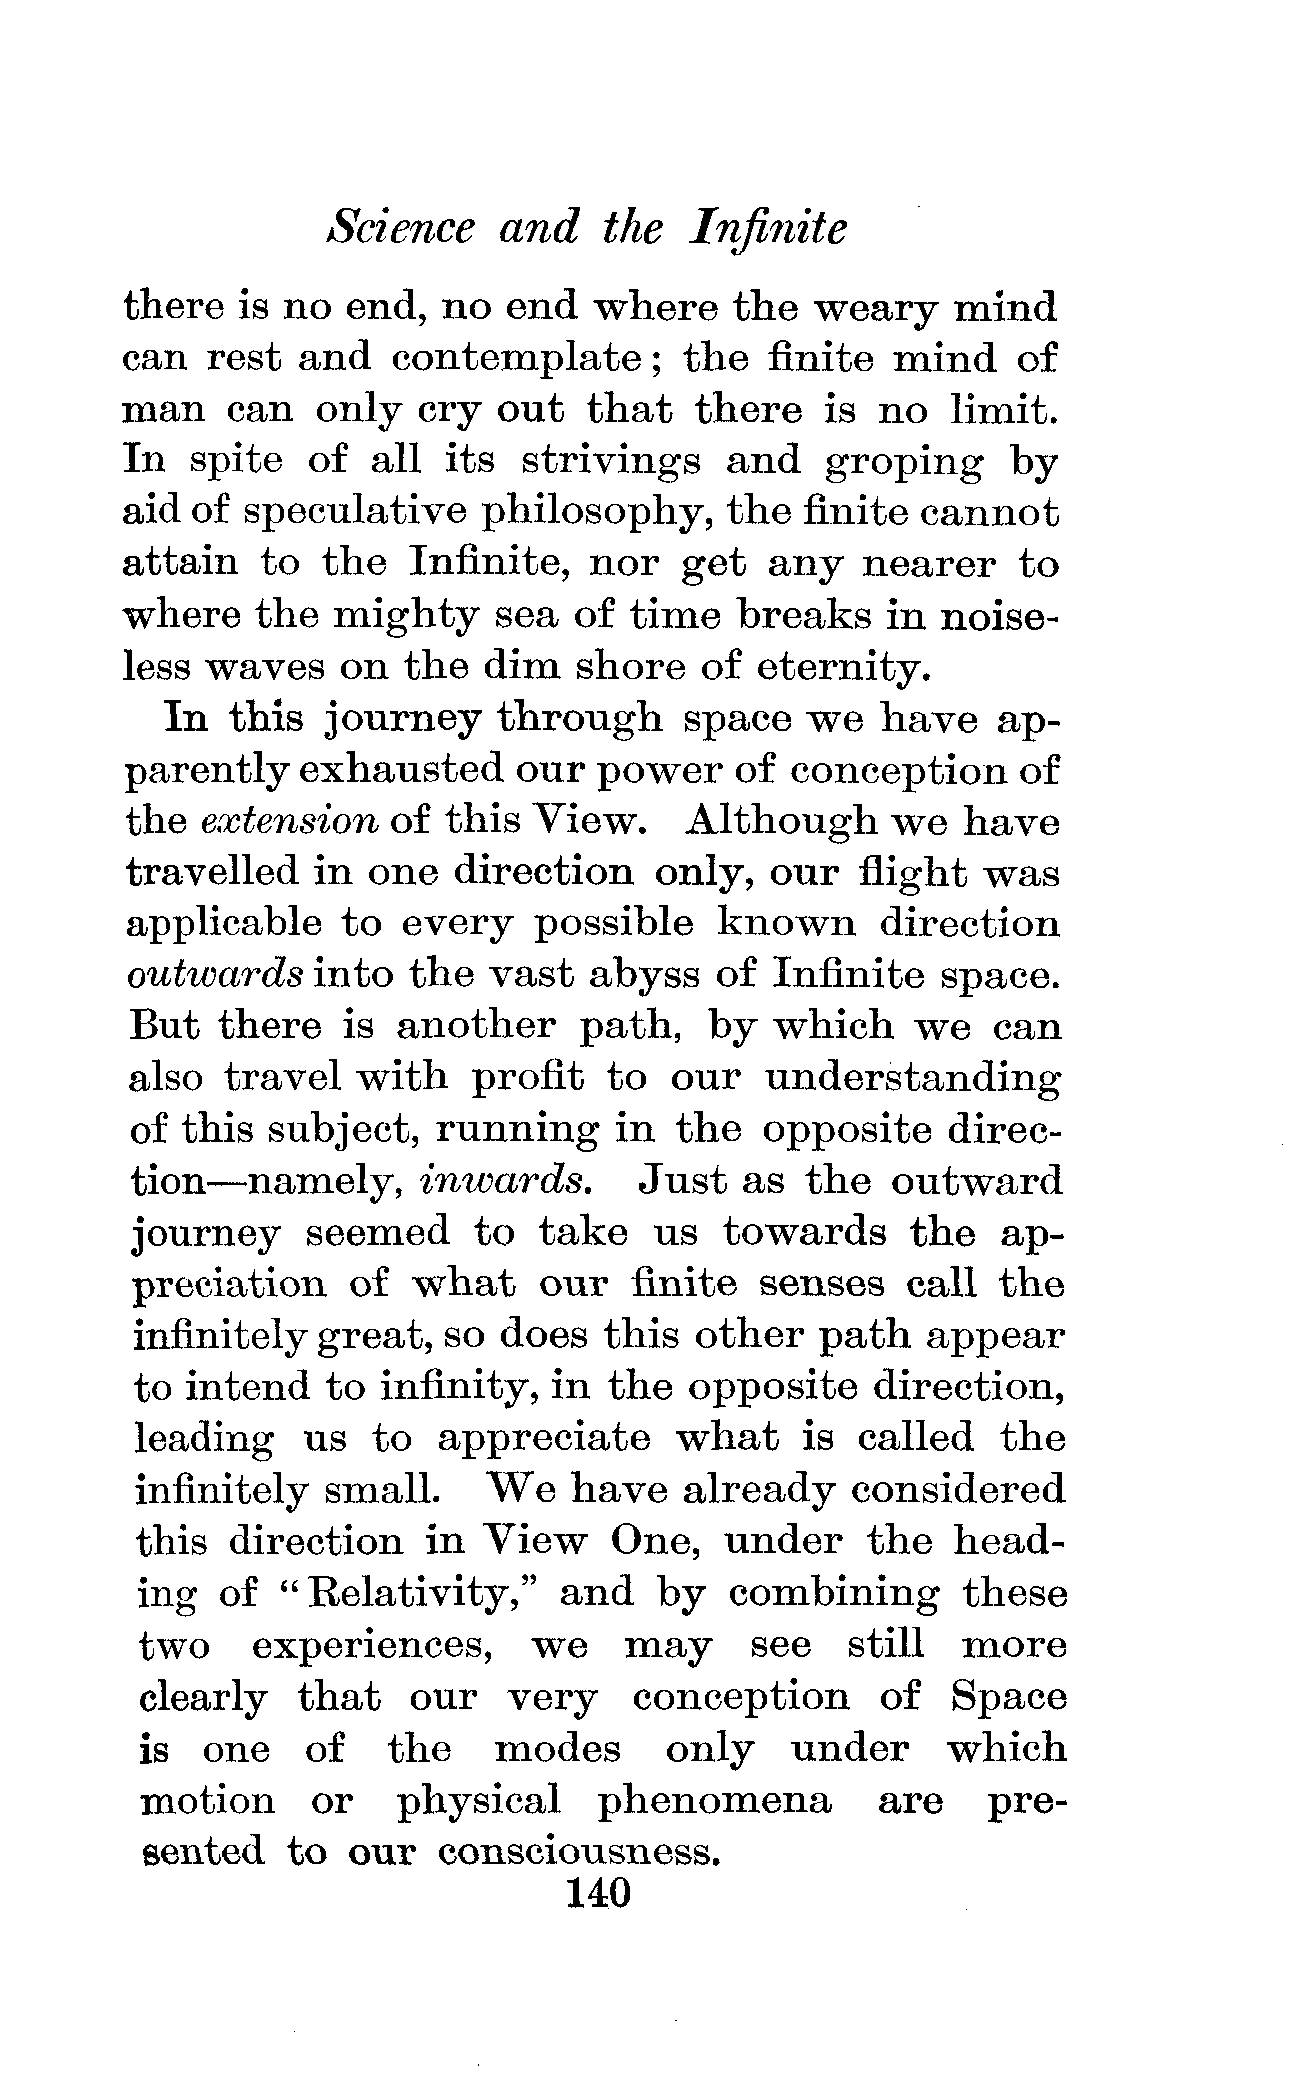 Science and the Infinite
there is no end, no end where the weary mind
can rest and contemplate; the finite mind of
man can only cry out that there is no limit.
In spite of all its strivings and groping by
aid of speculative philosophy, the finite cannot
attain to the Infinite, nor get any nearer to
where the mighty sea of time breaks in noise-
less waves on the dim shore of eternity.
In this journey through space we have ap-
parently exhausted our power of conception of
the extension of this View. Although we have
travelled in one direction only, our flight was
applicable to every possible known direction
outwards into the vast abyss of Infinite space.
But there is another path, by which we can
also travel with profit to our understanding
of this subject, running in the opposite direc-
tion—namely, inwards. Just as the outward
journey seemed to take us towards the ap-
preciation of what our finite senses call the
infinitely great, so does this other path appear
to intend to infinity, in the opposite direction,
leading us to appreciate what is called the
infinitely small. We have already considered
this direction in View One, under the head-
ing of "Relativity," and by combining these
two experiences, we may see still more
clearly that our very conception of Space
is one of the modes only under which
motion or physical phenomena are pre-
sented to our consciousness.
140